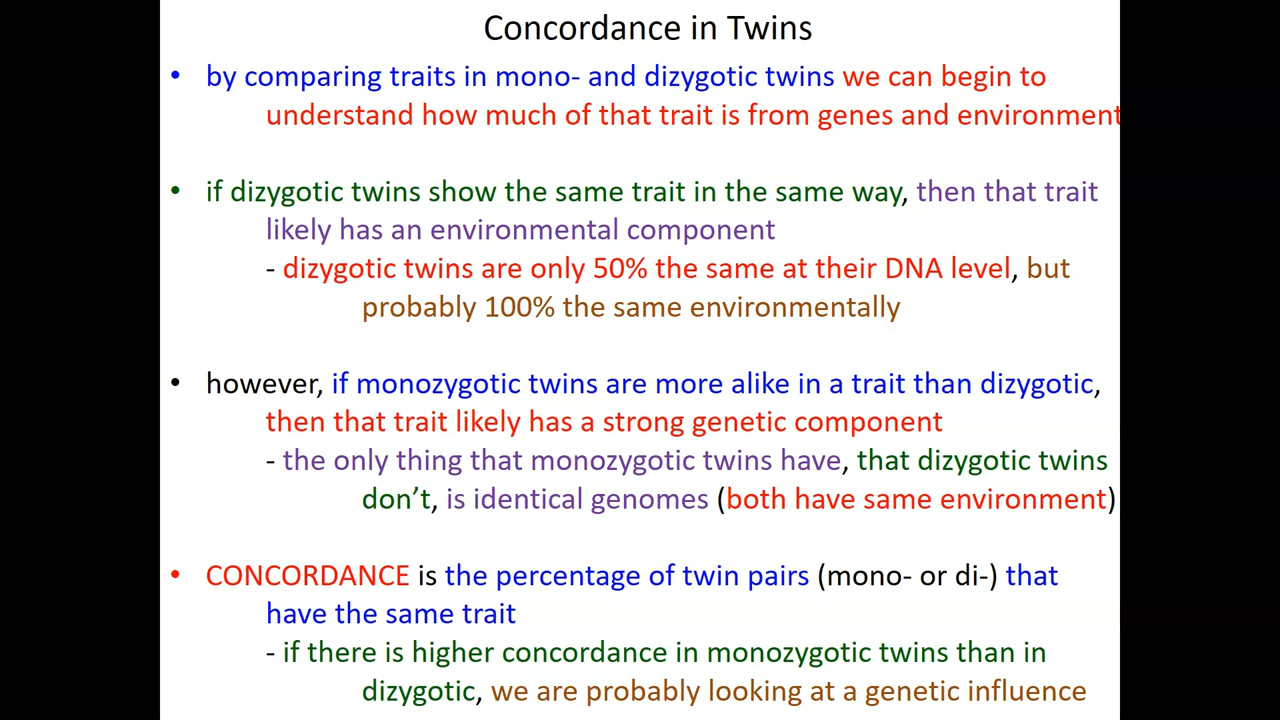 Concordance in Twins
• by comparing traits in mono- and dizygotic twins we can begin to
understand how much of that trait is from genes and environment
• if dizygotic twins show the same trait in the same way, then that trait
likely has an environmental component
- dizygotic twins are only 50% the same at their DNA level, but
probably 100% the same environmentally
• however, if monozygotic twins are more alike in a trait than dizygotic,
then that trait likely has a strong genetic component
- the only thing that monozygotic twins have, that dizygotic twins
don’t, is identical genomes (both have same environment)
• CONCORDANCE is the percentage of twin pairs (mono- or di-) that
have the same trait
- if there is higher concordance in monozygotic twins than in
dizygotic, we are probably looking at a genetic influence